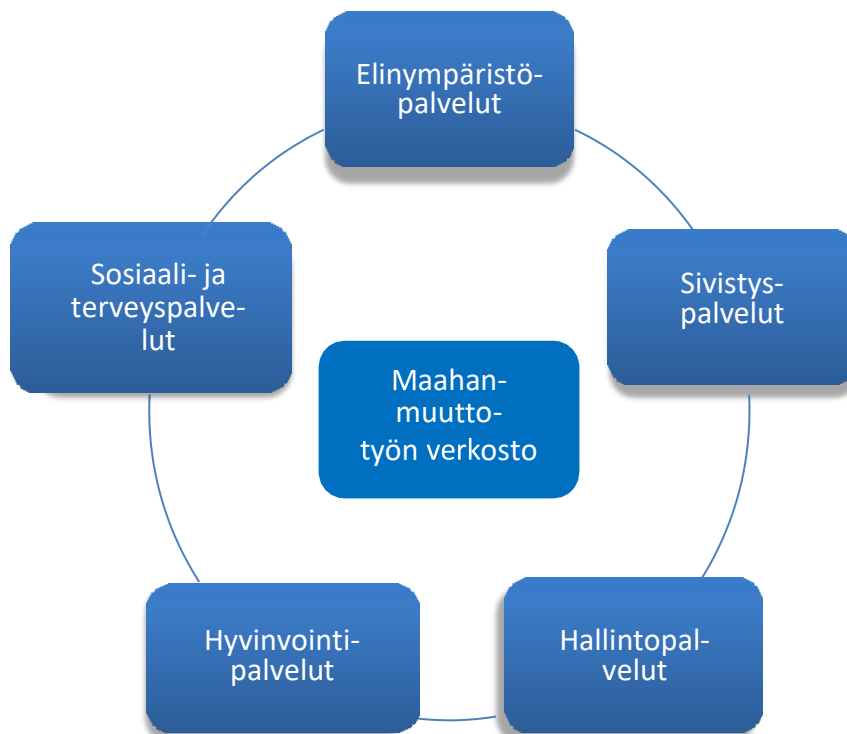 Elinympäristö-
palvelut
Sosiaali- ja
terveyspalve-
lut
Sivistys-
palvelut
Maahan-
muutto-
työn verkosto
Hyvinvointi-
palvelut
Hallintopal-
velut